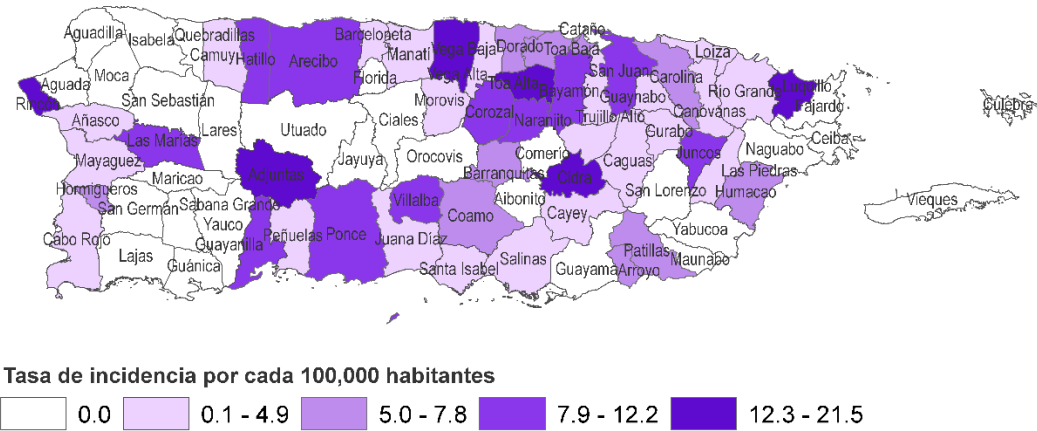 Aguadilla
Isabela
Quebradillas
Camuy
Hatillo
Arecibo
Barceloneta
Manatí
Florida
Vega Baja
Vega Alta
Dorado
Toa Baja
Toa Alta
Cataño
Bayamón
San Juan
Guaynabo
Trujillo Alto
Carolina
Loiza
Canóvanas
Rio Grande
Luquillo
Fajardo
Ceiba
Culebra
Vieques
Rincón
Aguada
Moca
San Sebastián
Añasco
Las Marías
Lares
Utuado
Ciales
Morovis
Corozal
Naranjito
Mayaguez
Maricao
Adjuntas
Jayuya
Orocovis
Barranquitas
Comerío
Cidra
Caguas
Gurabo
Juncos
Naguabo
Las Piedras
Humacao
San Lorenzo
Hormigueros
San Germán
Sabana Grande
Yauco
Guayanilla
Peñuelas
Ponce
Villalba
Juana Díaz
Coamo
Aibonito
Cayey
Cabo Rojo
Lajas
Guánica
Santa Isabel
Salinas
Guayama
Patillas
Arroyo
Maunabo
Yabucoa
Tasa de incidencia por cada 100,000 habitantes
0.0 0.1 - 4.9 5.0 - 7.8 7.9 - 12.2 12.3 - 21.5